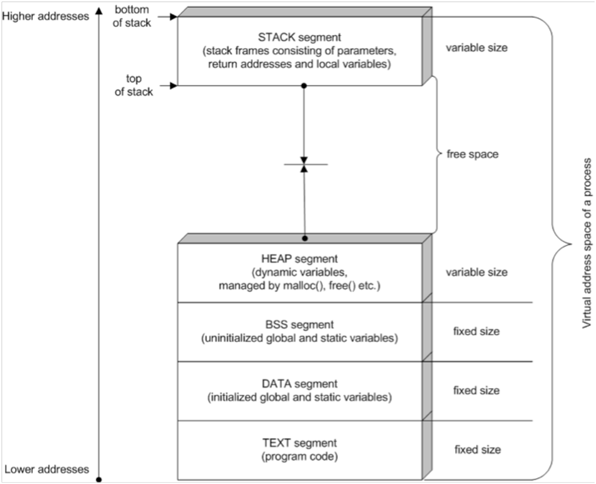 Higher addresses
bottom
of stack
STACK segment
(stack frames consisting of parameters,
return addresses and local variables)
variable size
top
of stack
free space
Virtual address space of a process
HEAP segment
(dynamic variables,
managed by malloc(), free() etc.)
variable size
BSS segment
(uninitialized global and static variables)
fixed size
DATA segment
(initialized global and static variables)
fixed size
TEXT segment
(program code)
fixed size
Lower addresses